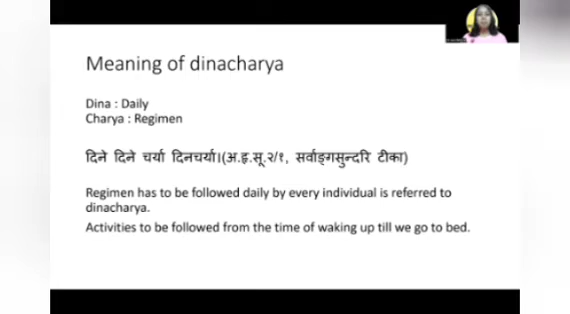 Meaning of dinacharya
Dina : Daily
Charya : Regimen
दिने दिने चर्या दिनचर्या।(अ.हृ.सू.२/१, सर्वाङ्गसुन्दरि टीका)
Regimen has to be followed daily by every individual is referred to
dinacharya.
Activities to be followed from the time of waking up till we go to bed.